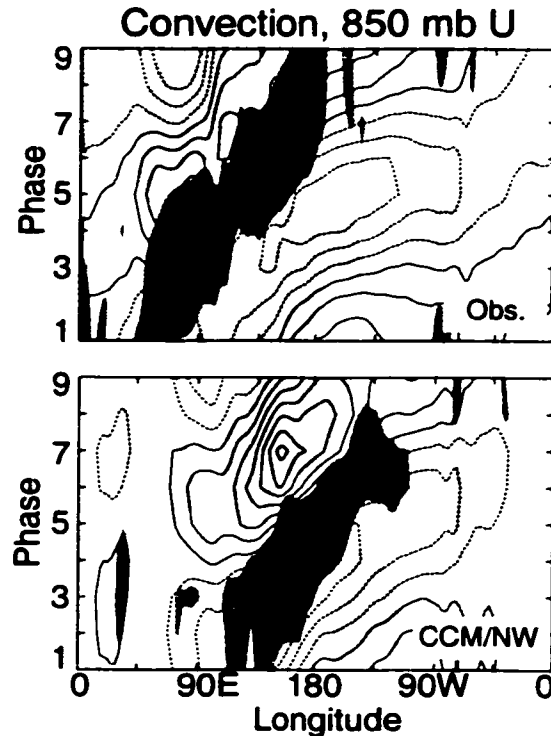 Convection, 850 mb U
9
7
Phase
5
3
1
Obs.
9
7
Phase
5
3
1
CCM/NW
0 90E 180 90W 0
Longitude